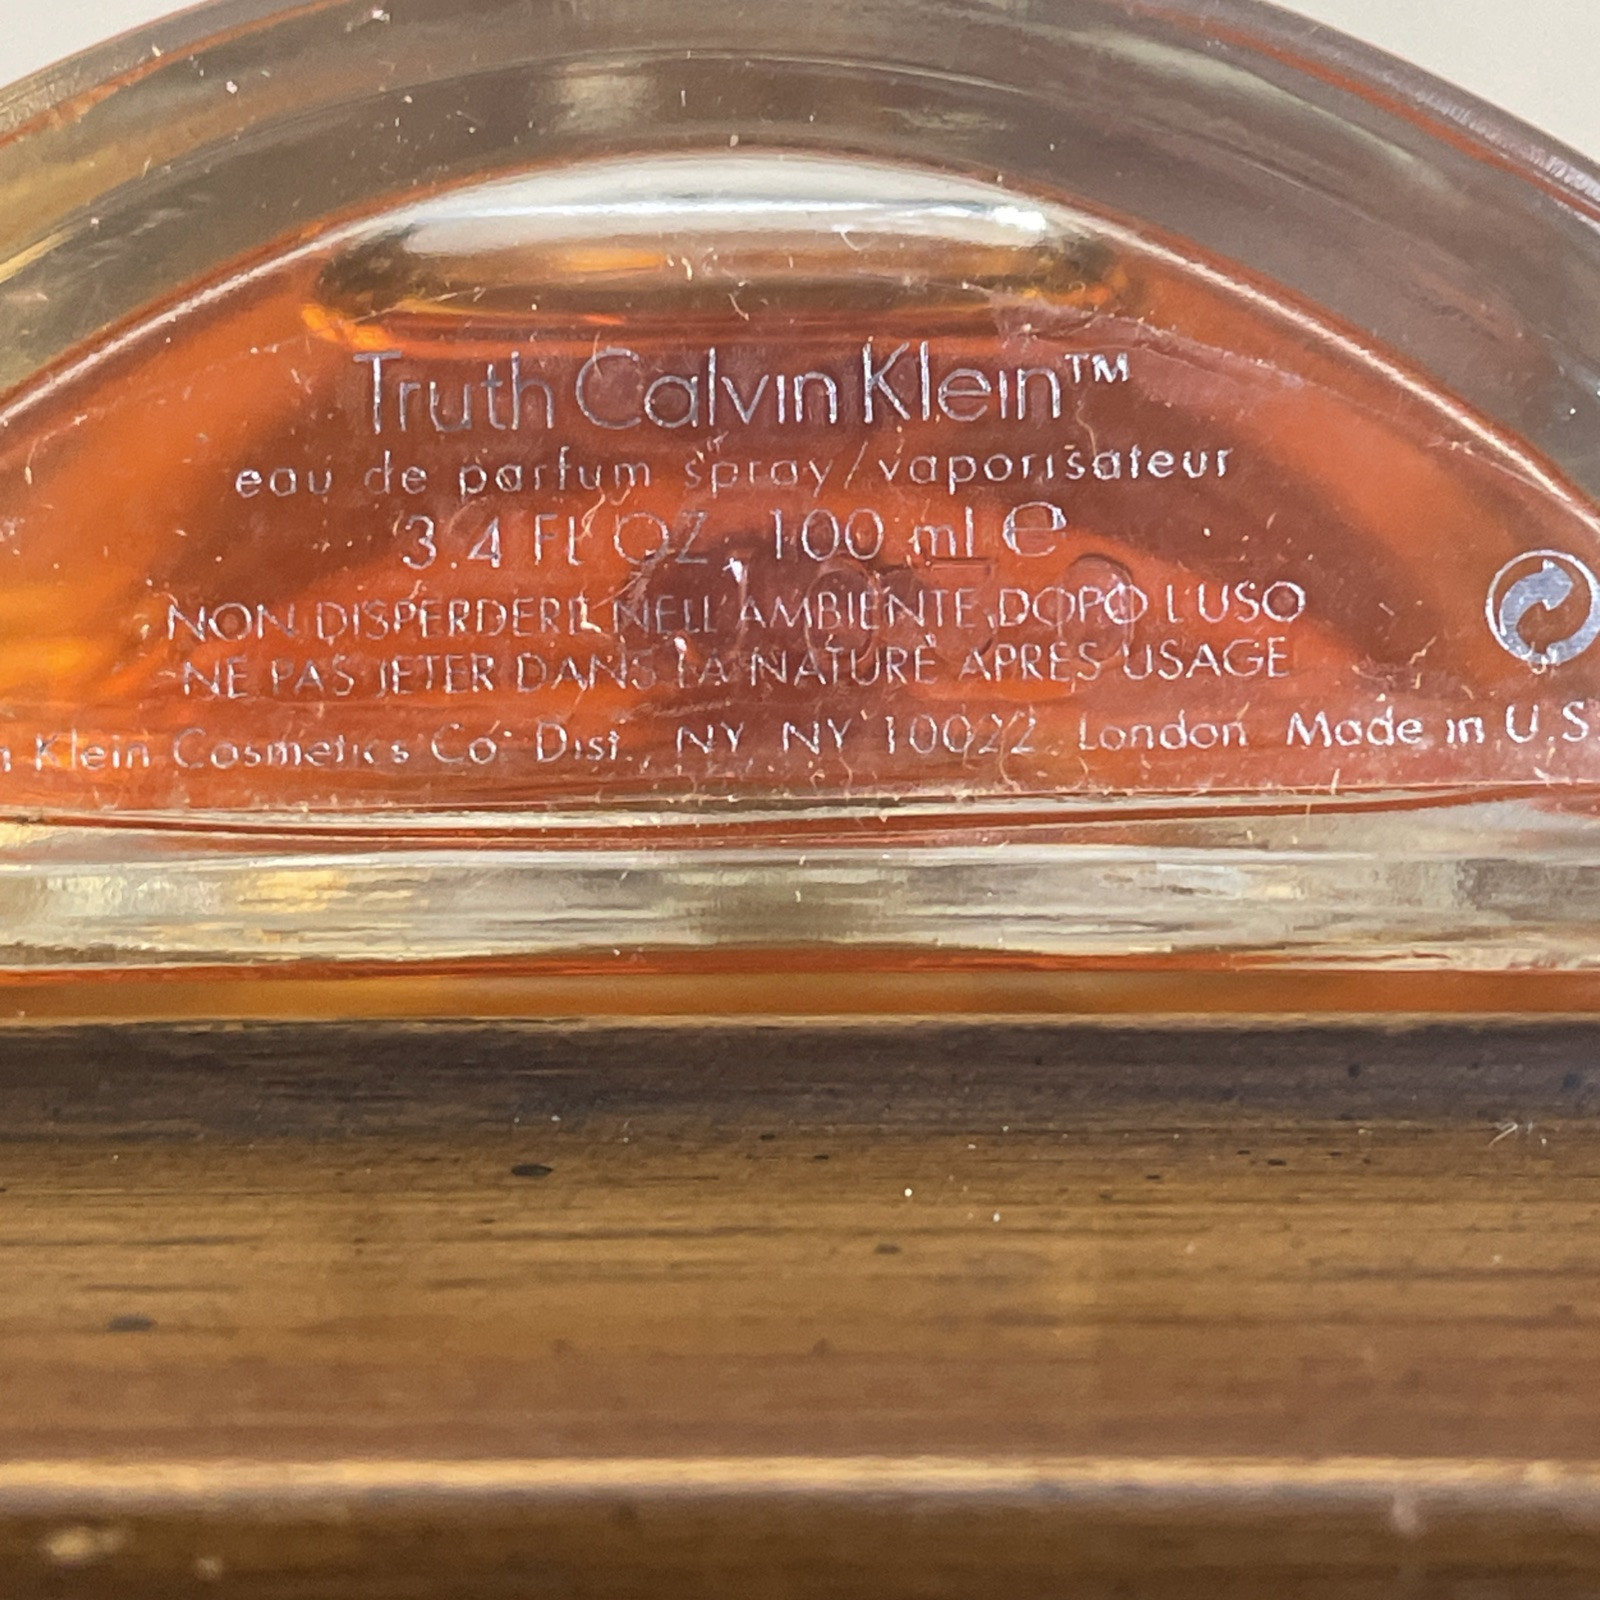 Truth Calvin Klein™
eau de parfum spray/vaporisateur
3.4 Fl OZ, 100 ml e
NON DISPERDERE NELL AMBIENTE DOPO L'USO
NE PAS JETER DANS LA NATURE APRÈS USAGE
Klein Cosmetics Co. Dist., NY NY 10022 London Made in U.S.